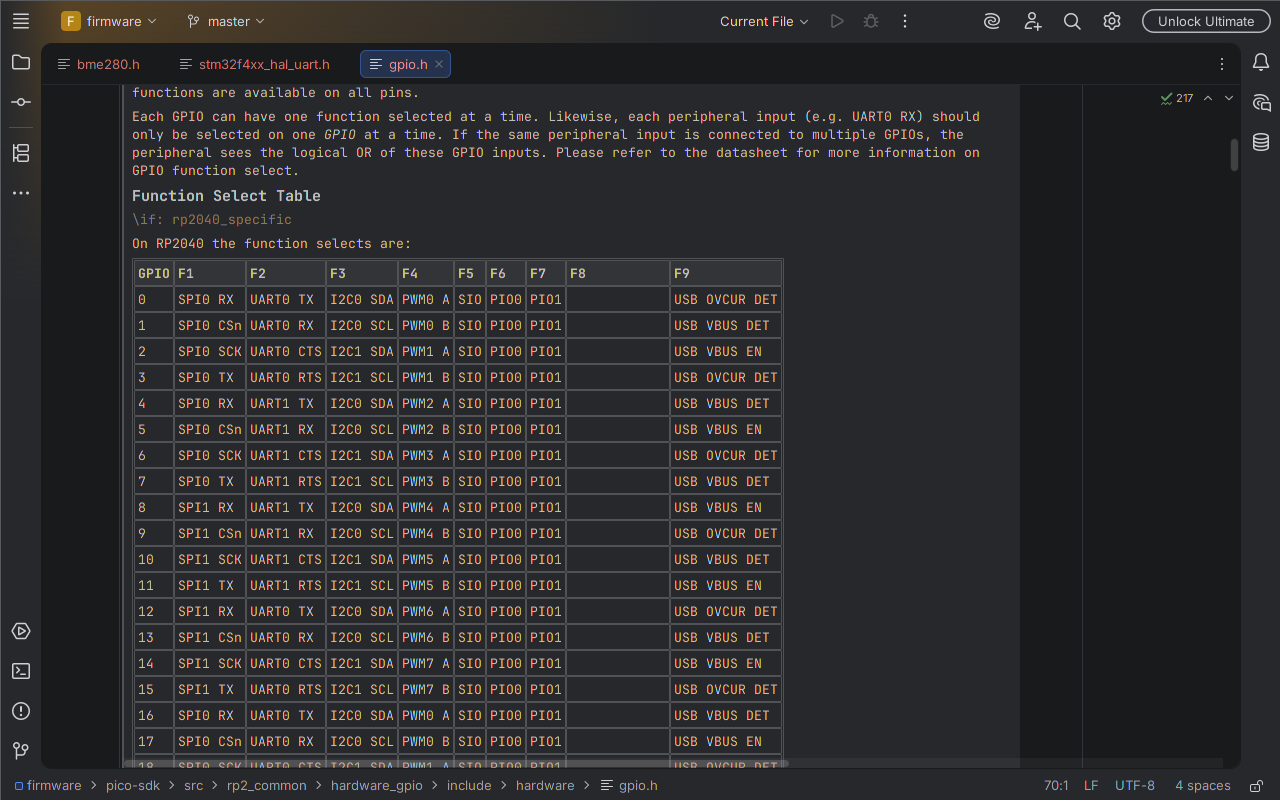 F firmware master Current File Unlock Ultimate
bme280.h stm32f4xx_hal_uart.h gpio.h
functions are available on all pins.
217
Each GPIO can have one function selected at a time. Likewise, each peripheral input (e.g. UART0 RX) should
only be selected on one GPIO at a time. If the same peripheral input is connected to multiple GPIOs, the
peripheral sees the logical OR of these GPIO inputs. Please refer to the datasheet for more information on
GPIO function select.
Function Select Table
\if: rp2040_specific
On RP2040 the function selects are:
GPIO F1 F2 F3 F4 F5 F6 F7 F8 F9
0 SPI0 RX UART0 TX I2C0 SDA PWM0 A SIO PIO0 PIO1 USB OVCUR DET
1 SPI0 CSn UART0 RX I2C0 SCL PWM0 B SIO PIO0 PIO1 USB VBUS DET
2 SPI0 SCK UART0 CTS I2C1 SDA PWM1 A SIO PIO0 PIO1 USB VBUS EN
3 SPI0 TX UART0 RTS I2C1 SCL PWM1 B SIO PIO0 PIO1 USB OVCUR DET
4 SPI0 RX UART1 TX I2C0 SDA PWM2 A SIO PIO0 PIO1 USB VBUS DET
5 SPI0 CSn UART1 RX I2C0 SCL PWM2 B SIO PIO0 PIO1 USB VBUS EN
6 SPI0 SCK UART1 CTS I2C1 SDA PWM3 A SIO PIO0 PIO1 USB OVCUR DET
7 SPI0 TX UART1 RTS I2C1 SCL PWM3 B SIO PIO0 PIO1 USB VBUS DET
8 SPI1 RX UART1 TX I2C0 SDA PWM4 A SIO PIO0 PIO1 USB VBUS EN
9 SPI1 CSn UART1 RX I2C0 SCL PWM4 B SIO PIO0 PIO1 USB OVCUR DET
10 SPI1 SCK UART1 CTS I2C1 SDA PWM5 A SIO PIO0 PIO1 USB VBUS DET
11 SPI1 TX UART1 RTS I2C1 SCL PWM5 B SIO PIO0 PIO1 USB VBUS EN
12 SPI1 RX UART0 TX I2C0 SDA PWM6 A SIO PIO0 PIO1 USB OVCUR DET
13 SPI1 CSn UART0 RX I2C0 SCL PWM6 B SIO PIO0 PIO1 USB VBUS DET
14 SPI1 SCK UART0 CTS I2C1 SDA PWM7 A SIO PIO0 PIO1 USB VBUS EN
15 SPI1 TX UART0 RTS I2C1 SCL PWM7 B SIO PIO0 PIO1 USB OVCUR DET
16 SPI0 RX UART0 TX I2C0 SDA PWM0 A SIO PIO0 PIO1 USB VBUS DET
17 SPI0 CSn UART0 RX I2C0 SCL PWM0 B SIO PIO0 PIO1 USB VBUS EN
18 SPI0 SCK UART0 CTS I2C1 SDA PWM1 A SIO PIO0 PIO1 USB OVCUR DET
firmware pico-sdk src rp2_common hardware_gpio include hardware gpio.h 70:1 LF UTF-8 4 spaces